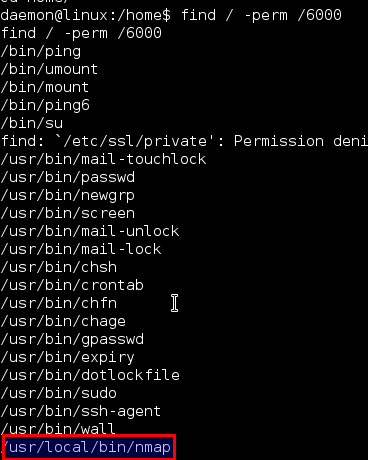 daemon@linux:/home$ find / -perm /6000
find / -perm /6000
/bin/ping
/bin/umount
/bin/mount
/bin/ping6
/bin/su
find: `/etc/ssl/private': Permission deni
/usr/bin/mail-touchlock
/usr/bin/passwd
/usr/bin/newgrp
/usr/bin/screen
/usr/bin/mail-unlock
/usr/bin/mail-lock
/usr/bin/chsh
/usr/bin/crontab
/usr/bin/chfn
/usr/bin/chage
/usr/bin/gpasswd
/usr/bin/expiry
/usr/bin/dotlockfile
/usr/bin/sudo
/usr/bin/ssh-agent
/usr/bin/wall
/usr/local/bin/nmap